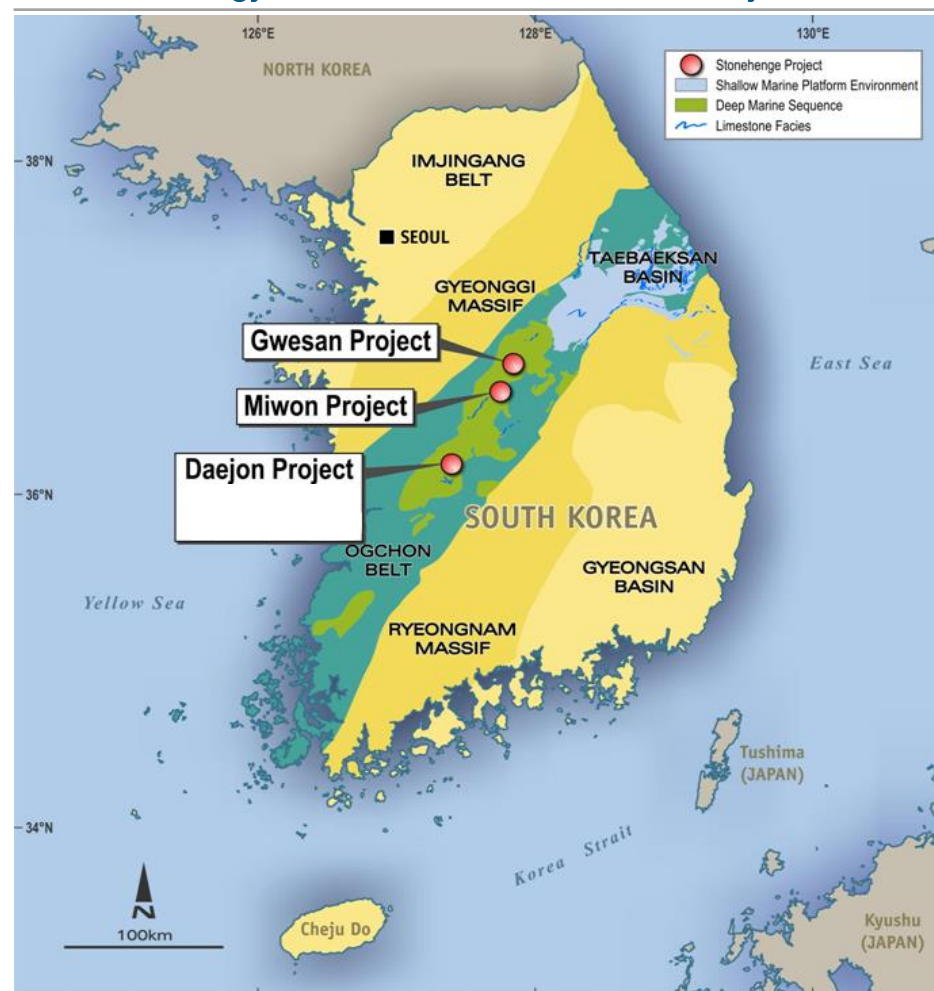 126°E
128°E
130°E
NORTH KOREA
Stonehenge Project
Shallow Marine Platform Environment
Deep Marine Sequence
Limestone Facies
38°N
IMJINGANG
BELT
SEOUL
TAEBAEKSAN
BASIN
GYEONGGI
MASSIF
Gwesan Project
East Sea
Miwon Project
Daejon Project
36°N
SOUTH KOREA
OGCHON
BELT
GYEONGSAN
BASIN
Yellow Sea
RYEONGNAM
MASSIF
Tushima
(JAPAN)
34°N
Korea Strait
N
100km
Cheju Do
Kyushu
(JAPAN)